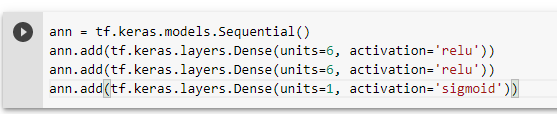 ann = tf.keras.models.Sequential()
ann.add(tf.keras.layers.Dense(units=6, activation='relu'))
ann.add(tf.keras.layers.Dense(units=6, activation='relu'))
ann.add(tf.keras.layers.Dense(units=1, activation='sigmoid'))